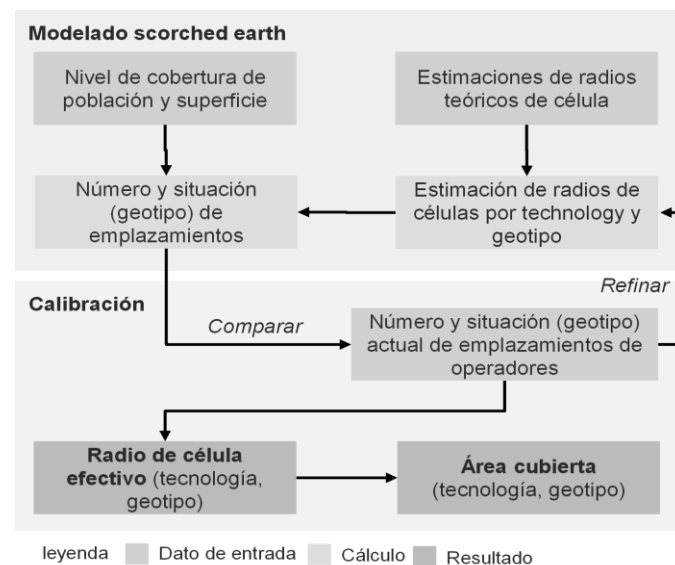 Modelado scorched earth
Nivel de cobertura de
población y superficie
Estimaciones de radios
teóricos de célula
Número y situación
(geotipo) de
emplazamientos
Estimación de radios de
células por technology y
geotipo
Refinar
Calibración
Comparar
Número y situación (geotipo)
actual de emplazamientos de
operadores
Radio de célula
efectivo (tecnología,
geotipo)
Área cubierta
(tecnología, geotipo)
leyenda Dato de entrada Cálculo Resultado